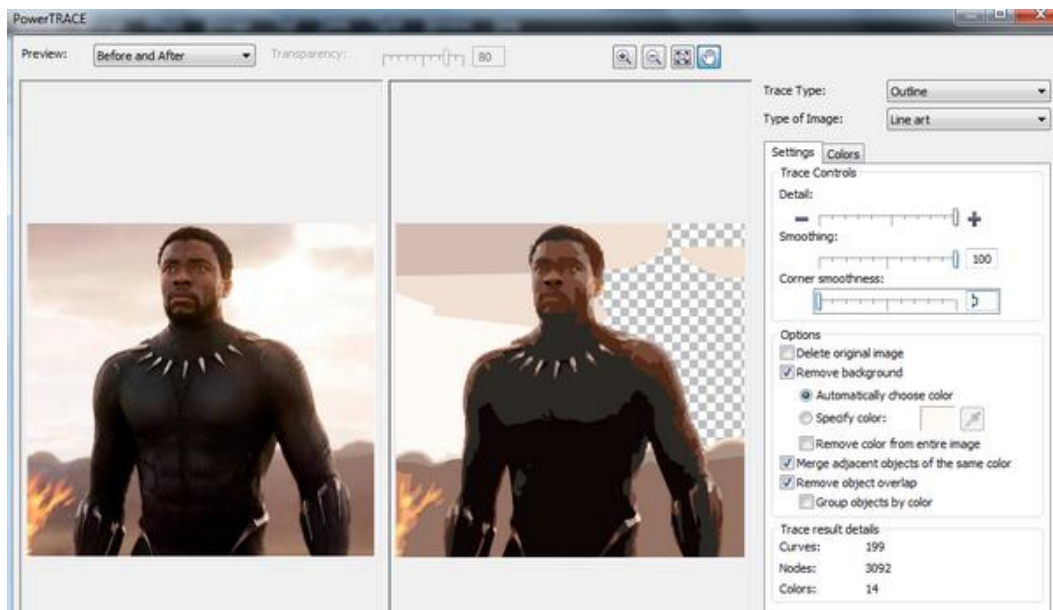 PowerTRACE
Preview: Before and After Transparency: 80
Trace Type: Outline
Type of Image: Line art
Settings Colors
Trace Controls
Detail:
Smoothing:
100
Corner smoothness:
Options
Delete original image
Remove background
Automatically choose color
Specify color:
Remove color from entire image
Merge adjacent objects of the same color
Remove object overlap
Group objects by color
Trace result details
Curves: 199
Nodes: 3092
Colors: 14